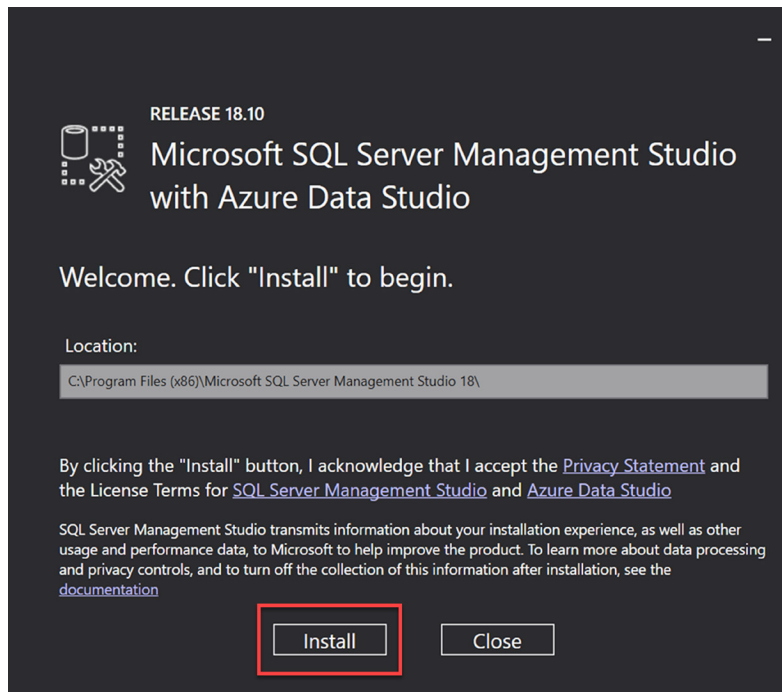 RELEASE 18.10
Microsoft SQL Server Management Studio
with Azure Data Studio
Welcome. Click "Install" to begin.
Location:
C:\Program Files (x86)\Microsoft SQL Server Management Studio 18\
By clicking the "Install" button, I acknowledge that I accept the Privacy Statement and
the License Terms for SQL Server Management Studio and Azure Data Studio
SQL Server Management Studio transmits information about your installation experience, as well as other
usage and performance data, to Microsoft to help improve the product. To learn more about data processing
and privacy controls, and to turn off the collection of this information after installation, see the
documentation
Install
Close